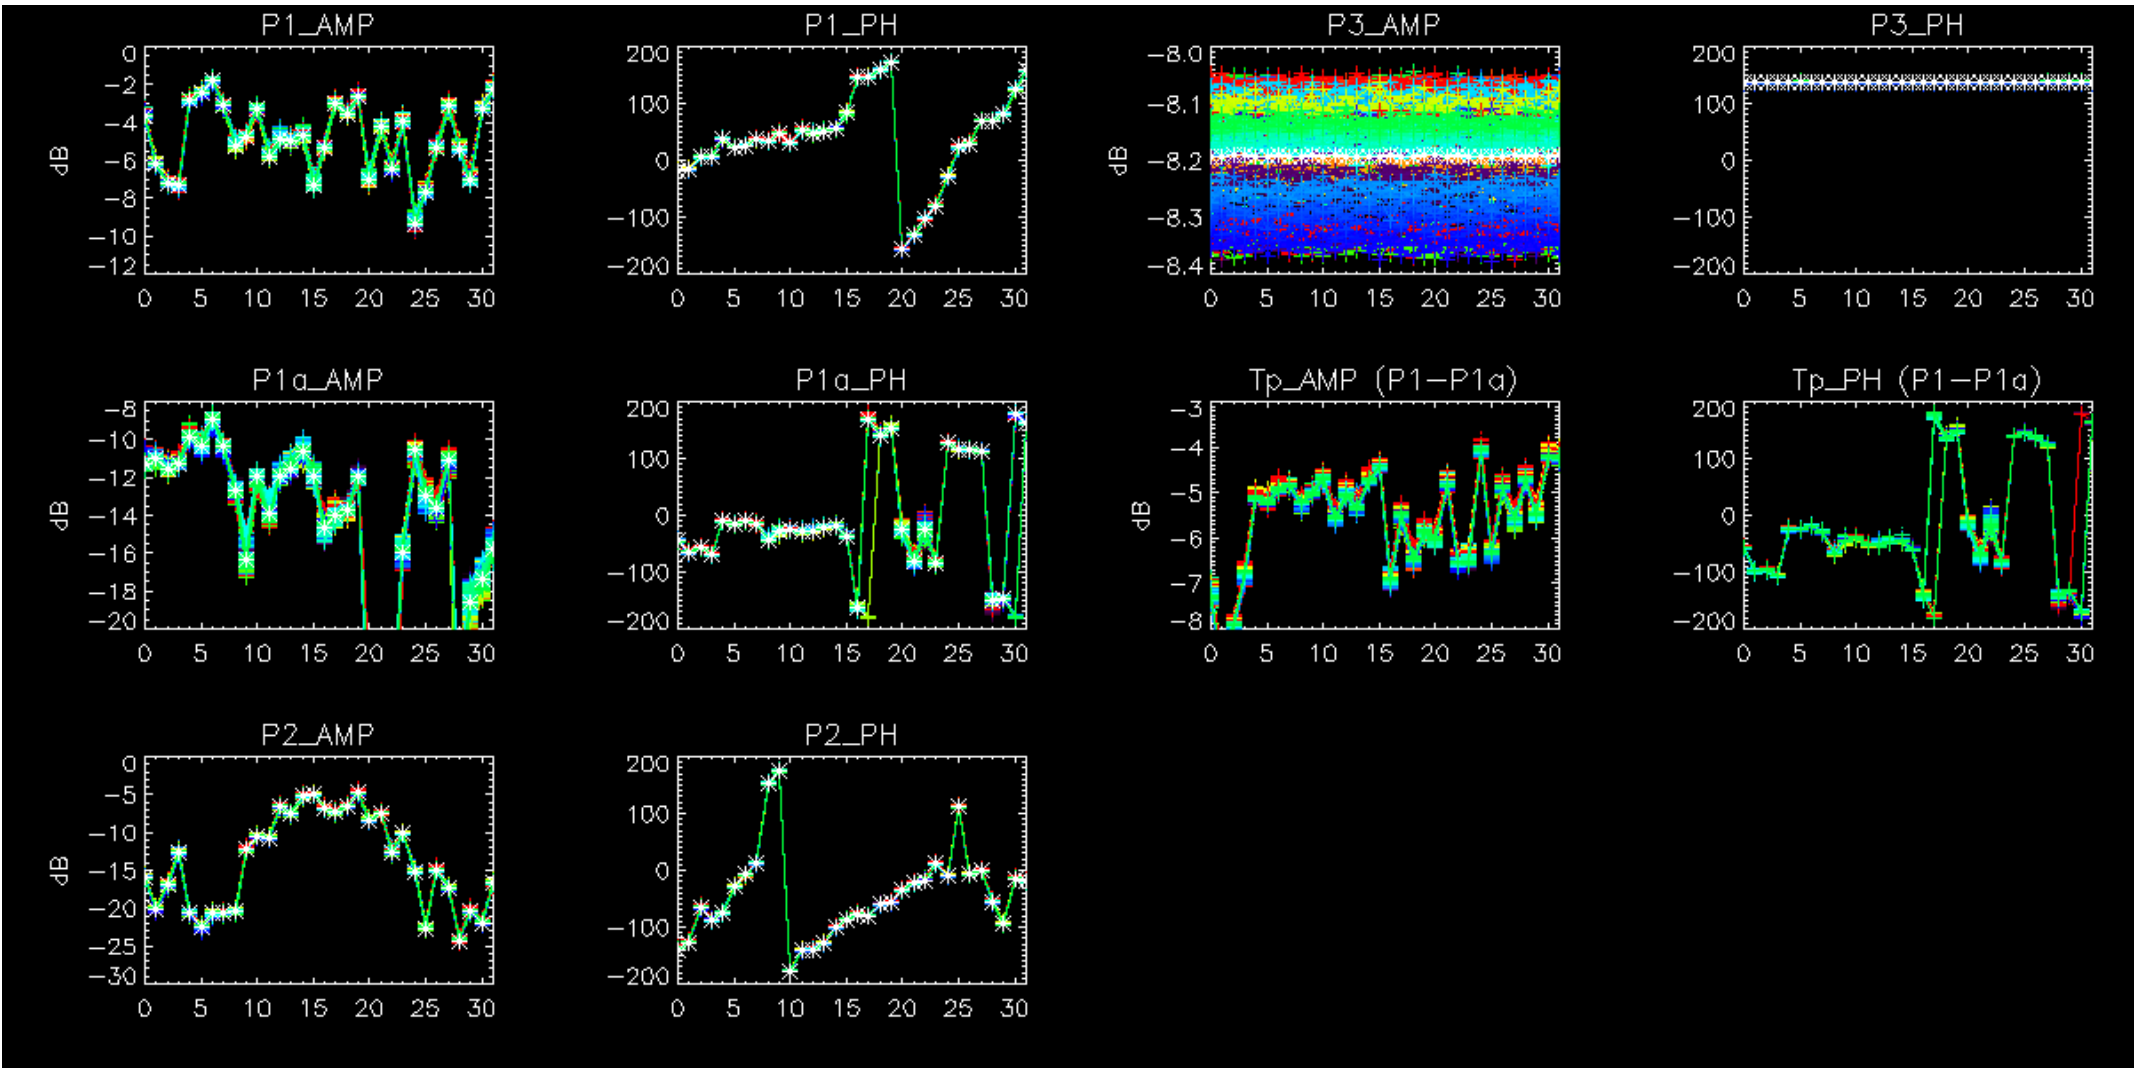 P1_AMP
0
−2
−4
−6
−8
−10
−12
dB
0 5 10 15 20 25 30
P1_PH
200
100
0
−100
−200
0 5 10 15 20 25 30
P3_AMP
−8.0
−8.1
−8.2
−8.3
−8.4
dB
0 5 10 15 20 25 30
P3_PH
200
100
0
−100
−200
0 5 10 15 20 25 30
P1a_AMP
−8
−10
−12
−14
−16
−18
−20
dB
0 5 10 15 20 25 30
P1a_PH
200
100
0
−100
−200
0 5 10 15 20 25 30
Tp_AMP (P1−P1a)
−3
−4
−5
−6
−7
−8
dB
0 5 10 15 20 25 30
Tp_PH (P1−P1a)
200
100
0
−100
−200
0 5 10 15 20 25 30
P2_AMP
0
−5
−10
−15
−20
−25
−30
dB
0 5 10 15 20 25 30
P2_PH
200
100
0
−100
−200
0 5 10 15 20 25 30